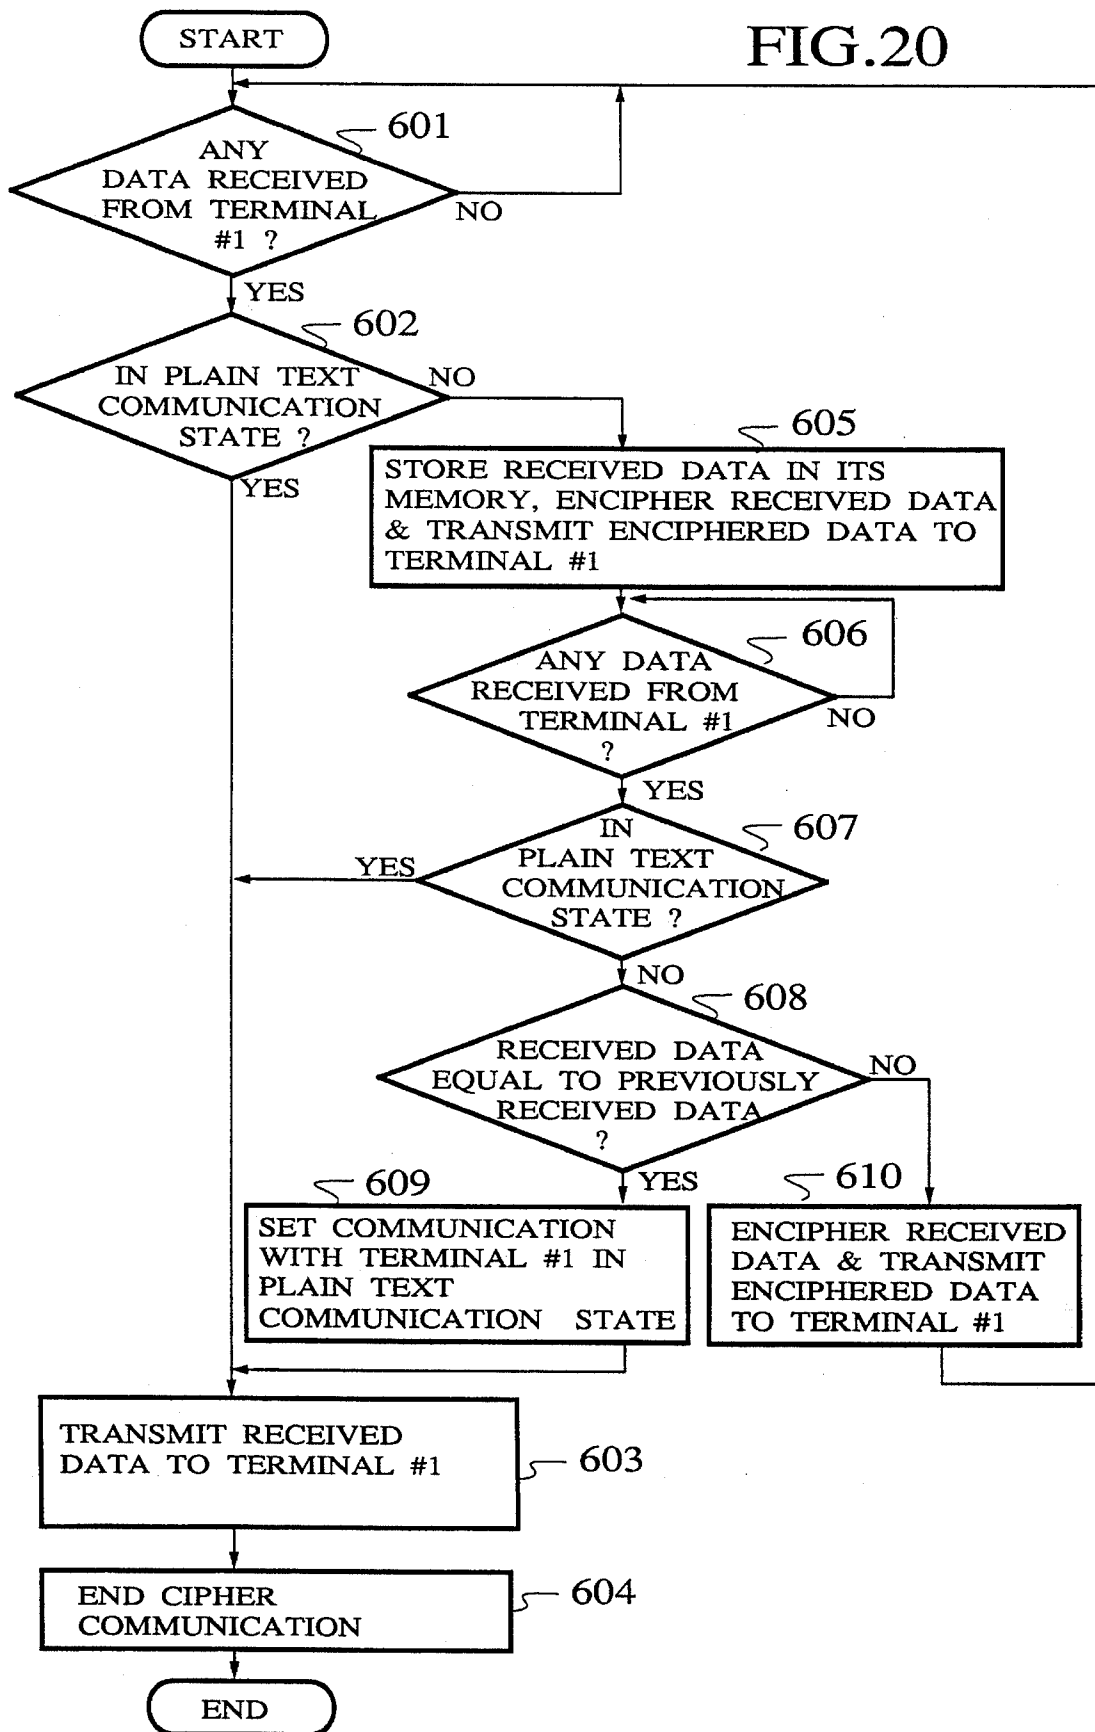 START
FIG.20
601
ANY
DATA RECEIVED
FROM TERMINAL
#1 ?
NO
YES
602
IN PLAIN TEXT
COMMUNICATION
STATE ?
NO
YES
605
STORE RECEIVED DATA IN ITS
MEMORY, ENCIPHER RECEIVED DATA
& TRANSMIT ENCIPHERED DATA TO
TERMINAL #1
606
ANY DATA
RECEIVED FROM
TERMINAL #1
?
NO
YES
607
IN
PLAIN TEXT
COMMUNICATION
STATE ?
YES
NO
608
RECEIVED DATA
EQUAL TO PREVIOUSLY
RECEIVED DATA
?
NO
YES
609
SET COMMUNICATION
WITH TERMINAL #1 IN
PLAIN TEXT
COMMUNICATION STATE
610
ENCIPHER RECEIVED
DATA & TRANSMIT
ENCIPHERED DATA
TO TERMINAL #1
TRANSMIT RECEIVED
DATA TO TERMINAL #1
603
END CIPHER
COMMUNICATION
604
END